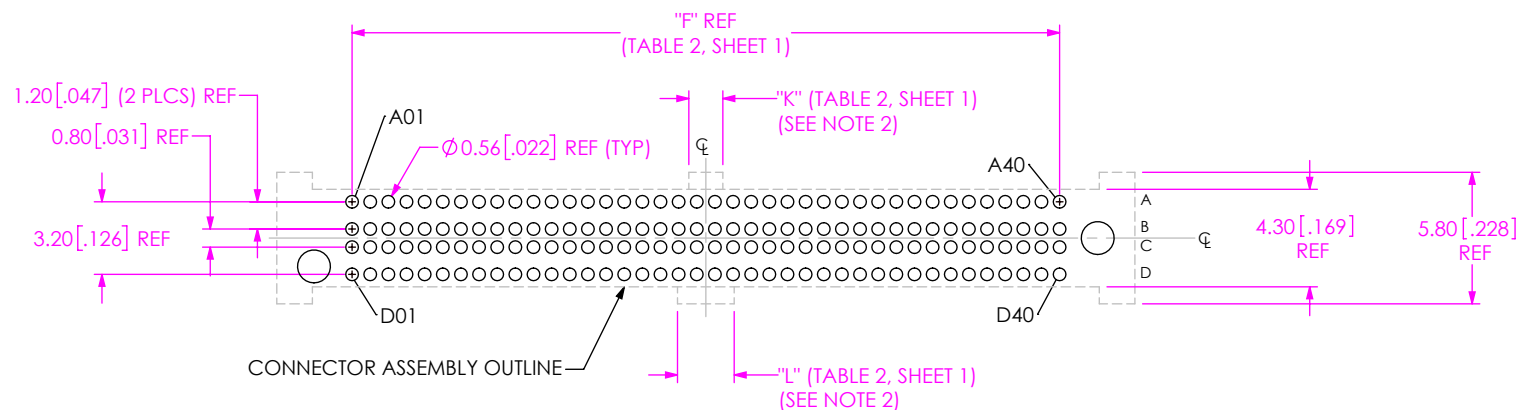 "F" REF
(TABLE 2, SHEET 1)
1.20[.047] (2 PLCS) REF
"K" (TABLE 2, SHEET 1)
(SEE NOTE 2)
A01
0.80[.031] REF
Ø0.56[.022] REF (TYP)
℄
A40
A
B
C
D
℄
3.20[.126] REF
4.30[.169]
REF
5.80[.228]
REF
D01
D40
CONNECTOR ASSEMBLY OUTLINE
"L" (TABLE 2, SHEET 1)
(SEE NOTE 2)